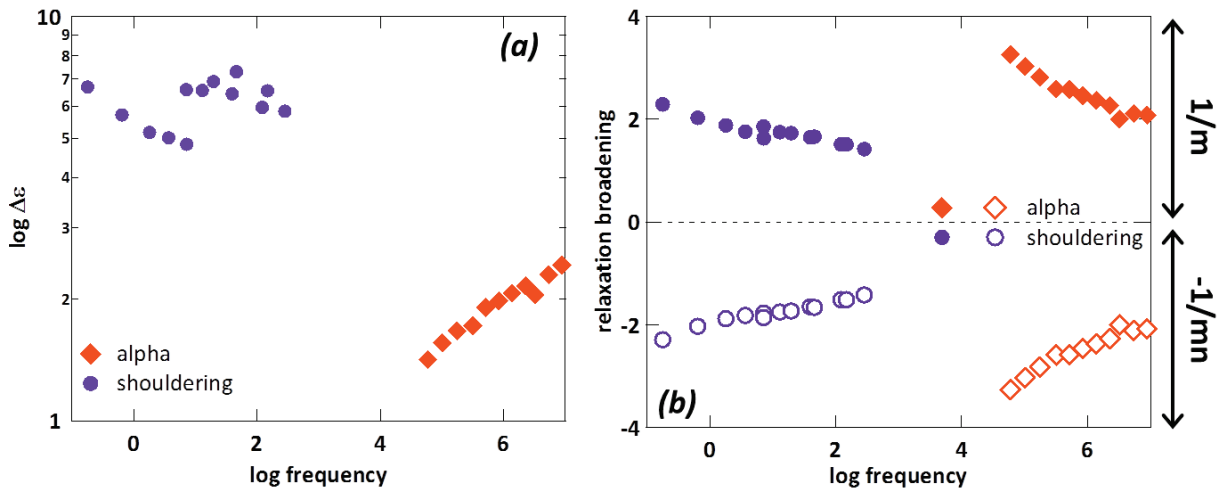 10
9
8
7
6
5
4
3
2
1
log Δε
(a)
alpha
shouldering
0
2
4
6
log frequency
4
2
0
-2
-4
relaxation broadening
alpha
shouldering
(b)
0
2
4
6
log frequency
1/m
-1/mn